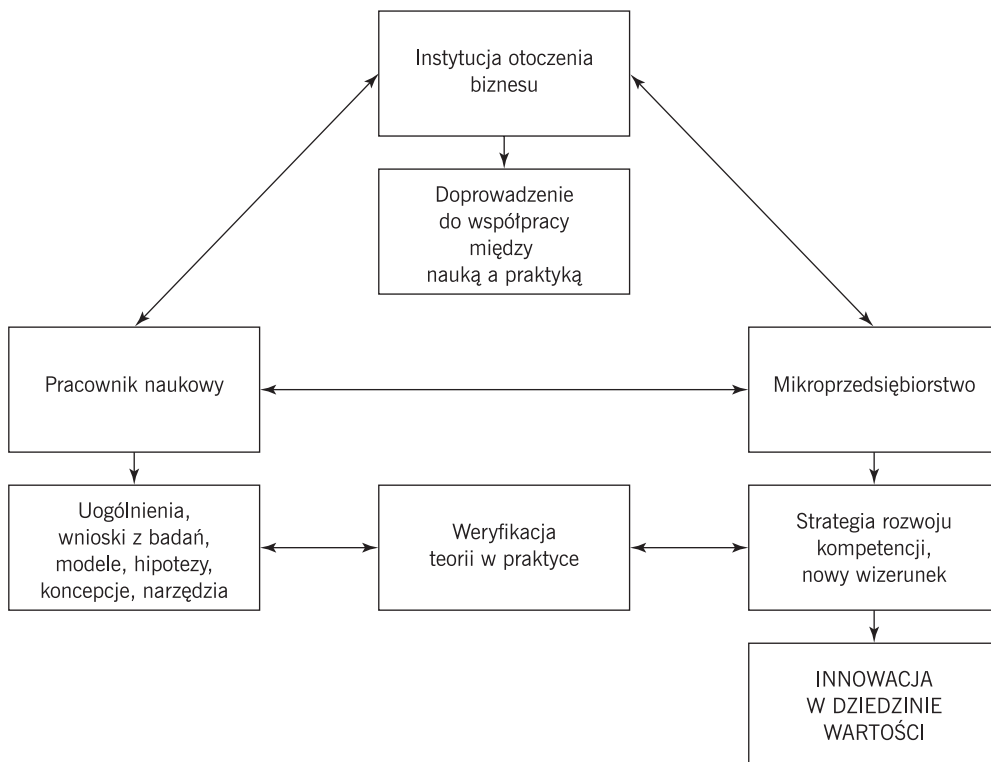 Instytucja otoczenia
biznesu
Doprowadzenie
do współpracy
między
nauką a praktyką
Pracownik naukowy
Mikroprzedsiębiorstwo
Uogólnienia,
wnioski z badań,
modele, hipotezy,
koncepcje, narzędzia
Weryfikacja
teorii w praktyce
Strategia rozwoju
kompetencji,
nowy wizerunek
INNOWACJA
W DZIEDZINIE
WARTOŚCI